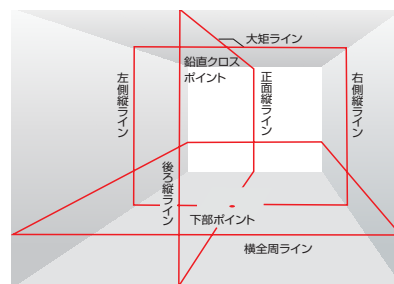 大矩ライン
鉛直クロス
ポイント
左側縦ライン
正面縦ライン
右側縦ライン
後ろ縦ライン
下部ポイント
横全周ライン